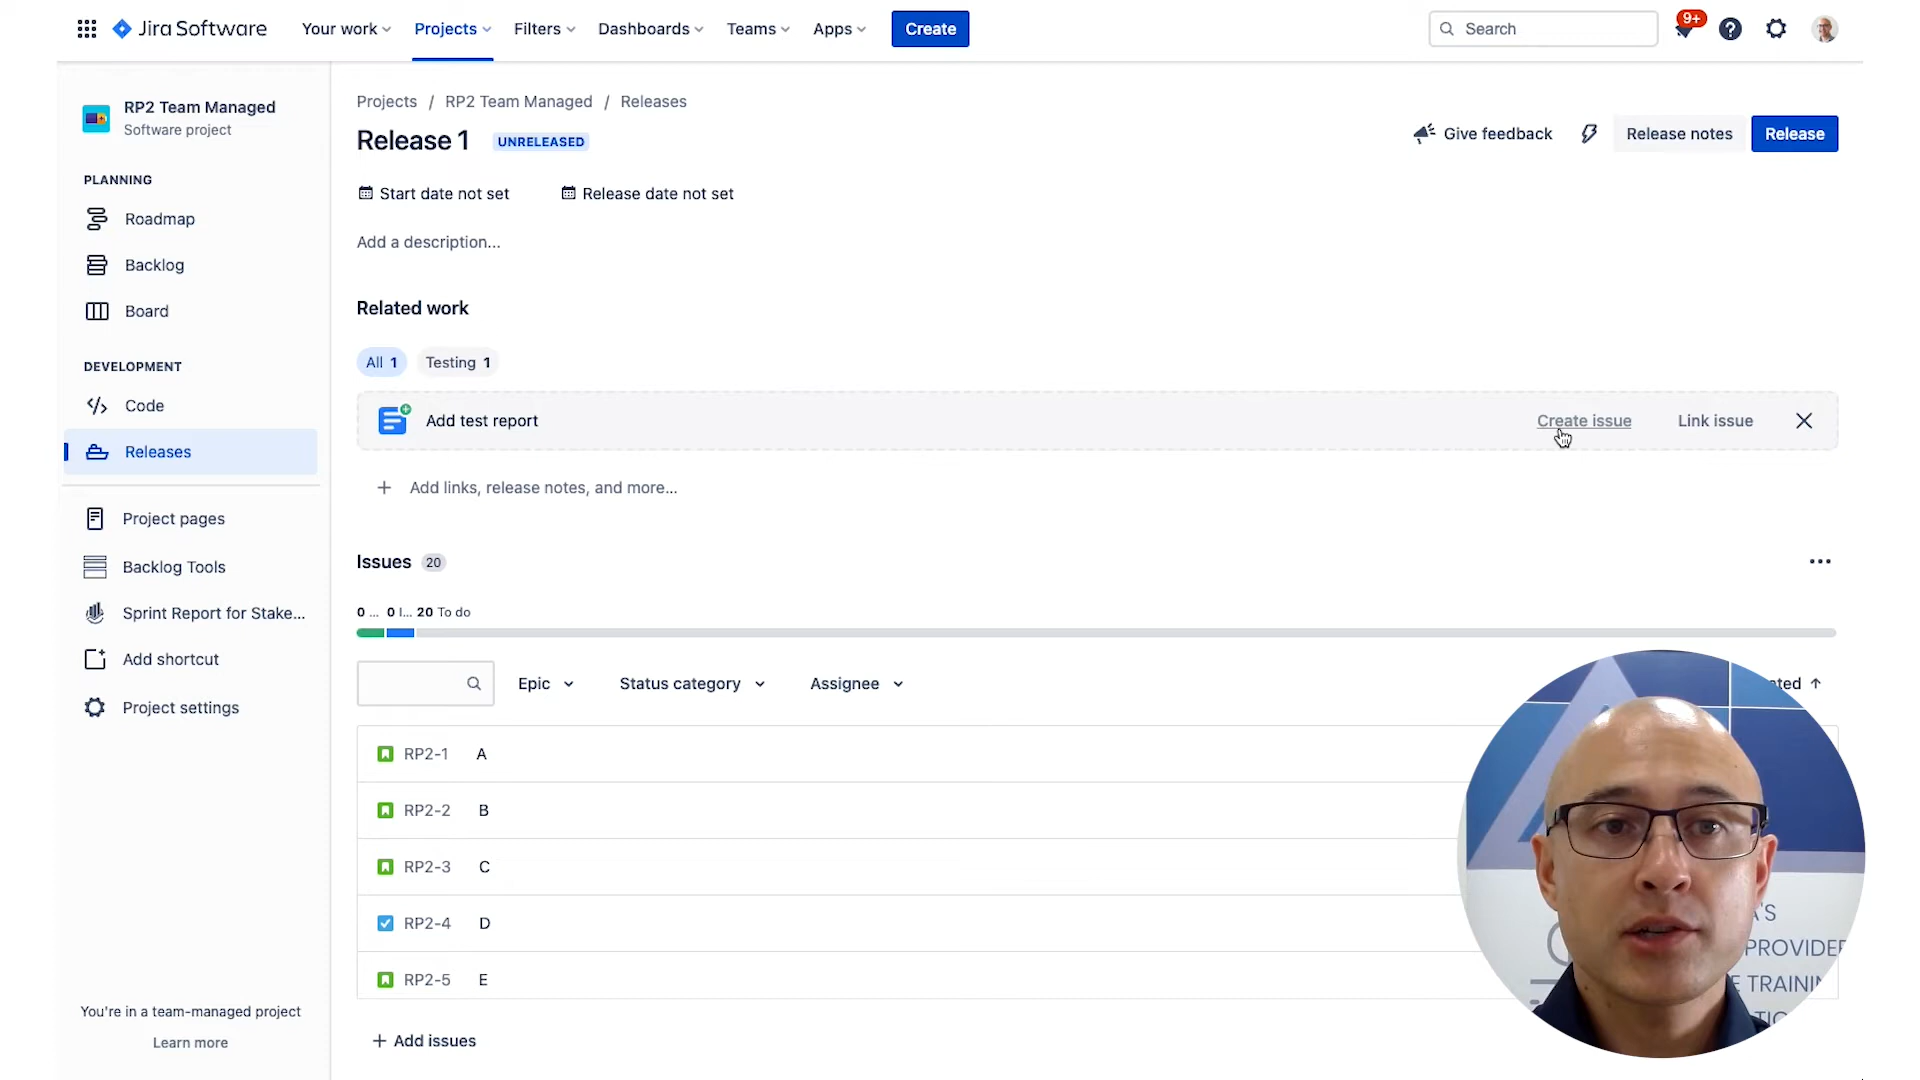 Jira Software
Your work
Projects
Filters
Dashboards
Teams
Apps
Create
Search
9+
RP2 Team Managed
Software project
PLANNING
Roadmap
Backlog
Board
DEVELOPMENT
Code
Releases
Project pages
Backlog Tools
Sprint Report for Stake...
Add shortcut
Project settings
You're in a team-managed project
Learn more
Projects / RP2 Team Managed / Releases
Release 1 UNRELEASED
Give feedback
Release notes
Release
Start date not set
Release date not set
Add a description...
Related work
All 1
Testing 1
Add test report
Create issue
Link issue
Add links, release notes, and more...
Issues 20
0 ... 0 I... 20 To do
Epic
Status category
Assignee
RP2-1 A
RP2-2 B
RP2-3 C
RP2-4 D
RP2-5 E
Add issues
PROVIDER